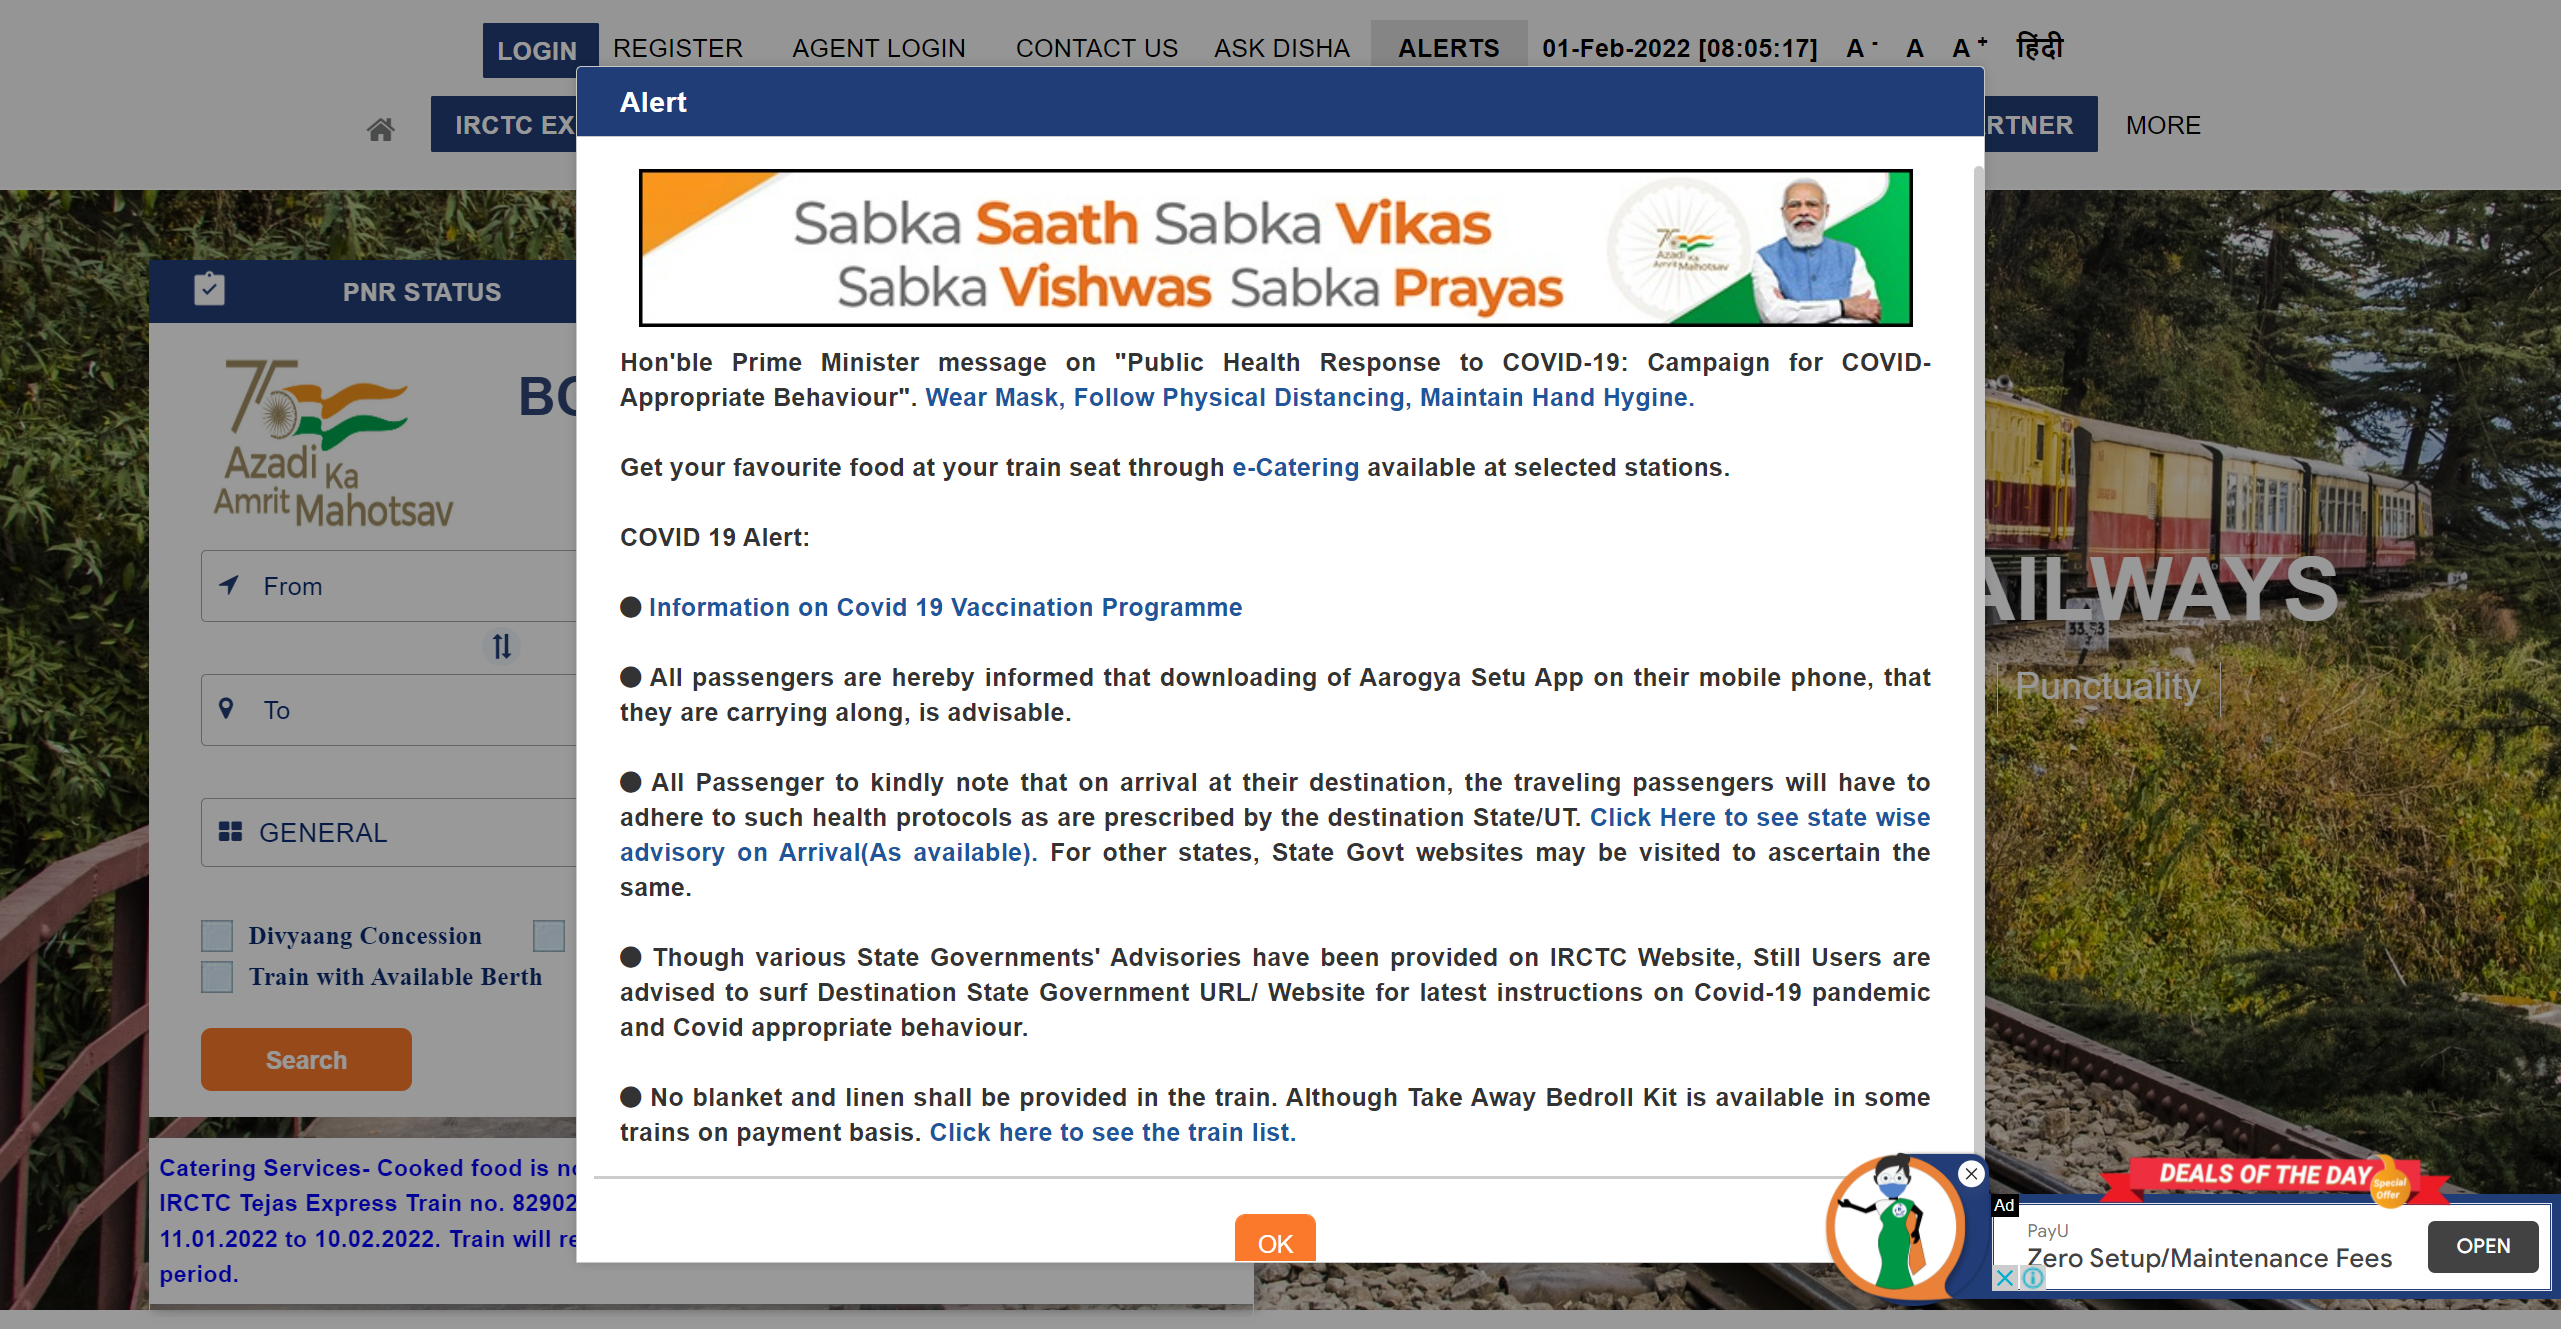 LOGIN REGISTER AGENT LOGIN CONTACT US ASK DISHA ALERTS 01-Feb-2022 [08:05:17] A - A A + हिंदी
IRCTC EX
RTNER MORE
Alert
Sabka Saath Sabka Vikas
Sabka Vishwas Sabka Prayas
Azadi Ka
Amrit Mahotsav
Hon'ble Prime Minister message on "Public Health Response to COVID-19: Campaign for COVID-
Appropriate Behaviour". Wear Mask, Follow Physical Distancing, Maintain Hand Hygine.
Get your favourite food at your train seat through e-Catering available at selected stations.
COVID 19 Alert:
● Information on Covid 19 Vaccination Programme
● All passengers are hereby informed that downloading of Aarogya Setu App on their mobile phone, that
they are carrying along, is advisable.
● All Passenger to kindly note that on arrival at their destination, the traveling passengers will have to
adhere to such health protocols as are prescribed by the destination State/UT. Click Here to see state wise
advisory on Arrival(As available). For other states, State Govt websites may be visited to ascertain the
same.
● Though various State Governments' Advisories have been provided on IRCTC Website, Still Users are
advised to surf Destination State Government URL/ Website for latest instructions on Covid-19 pandemic
and Covid appropriate behaviour.
● No blanket and linen shall be provided in the train. Although Take Away Bedroll Kit is available in some
trains on payment basis. Click here to see the train list.
OK
PNR STATUS
75
Azadi Ka
Amrit Mahotsav
BO
From
To
GENERAL
Divyaang Concession
Train with Available Berth
Search
Catering Services- Cooked food is no
IRCTC Tejas Express Train no. 82902
11.01.2022 to 10.02.2022. Train will re
period.
AILWAYS
Punctuality
DEALS OF THE DAY
Special
Offer
Ad
PayU
Zero Setup/Maintenance Fees
OPEN